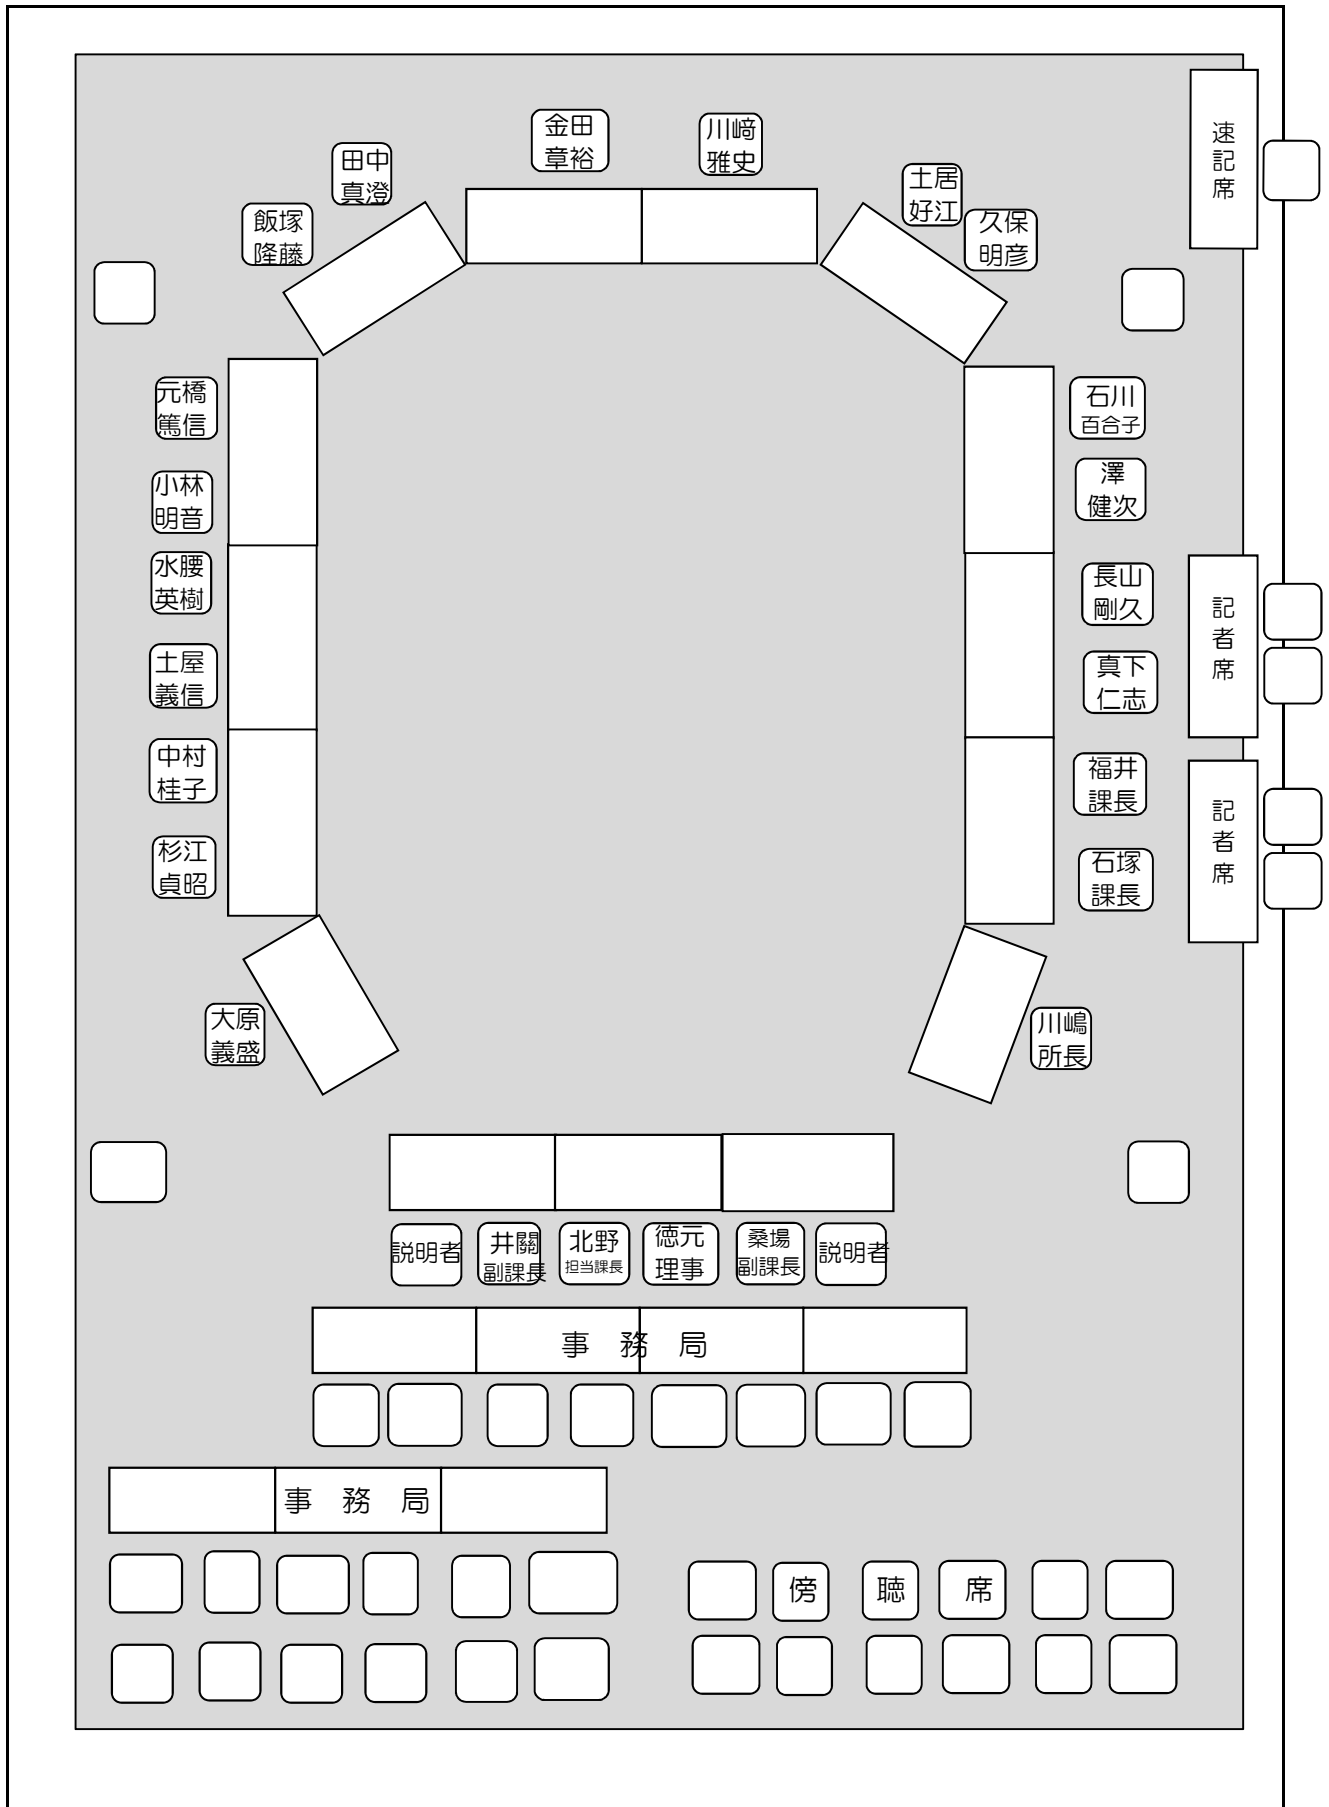 金田
章裕
川﨑
雅史
田中
真澄
土居
好江
飯塚
隆藤
久保
明彦
速記席
元橋
篤信
石川
百合子
小林
明音
澤
健次
水腰
英樹
長山
剛久
土屋
義信
真下
仁志
記者席
中村
桂子
福井
課長
杉江
貞昭
石塚
課長
記者席
大原
義盛
川嶋
所長
説明者
井關
副課長
北野
担当課長
徳元
理事
桑場
副課長
説明者
事　務　局
事　務　局
傍　聴　席